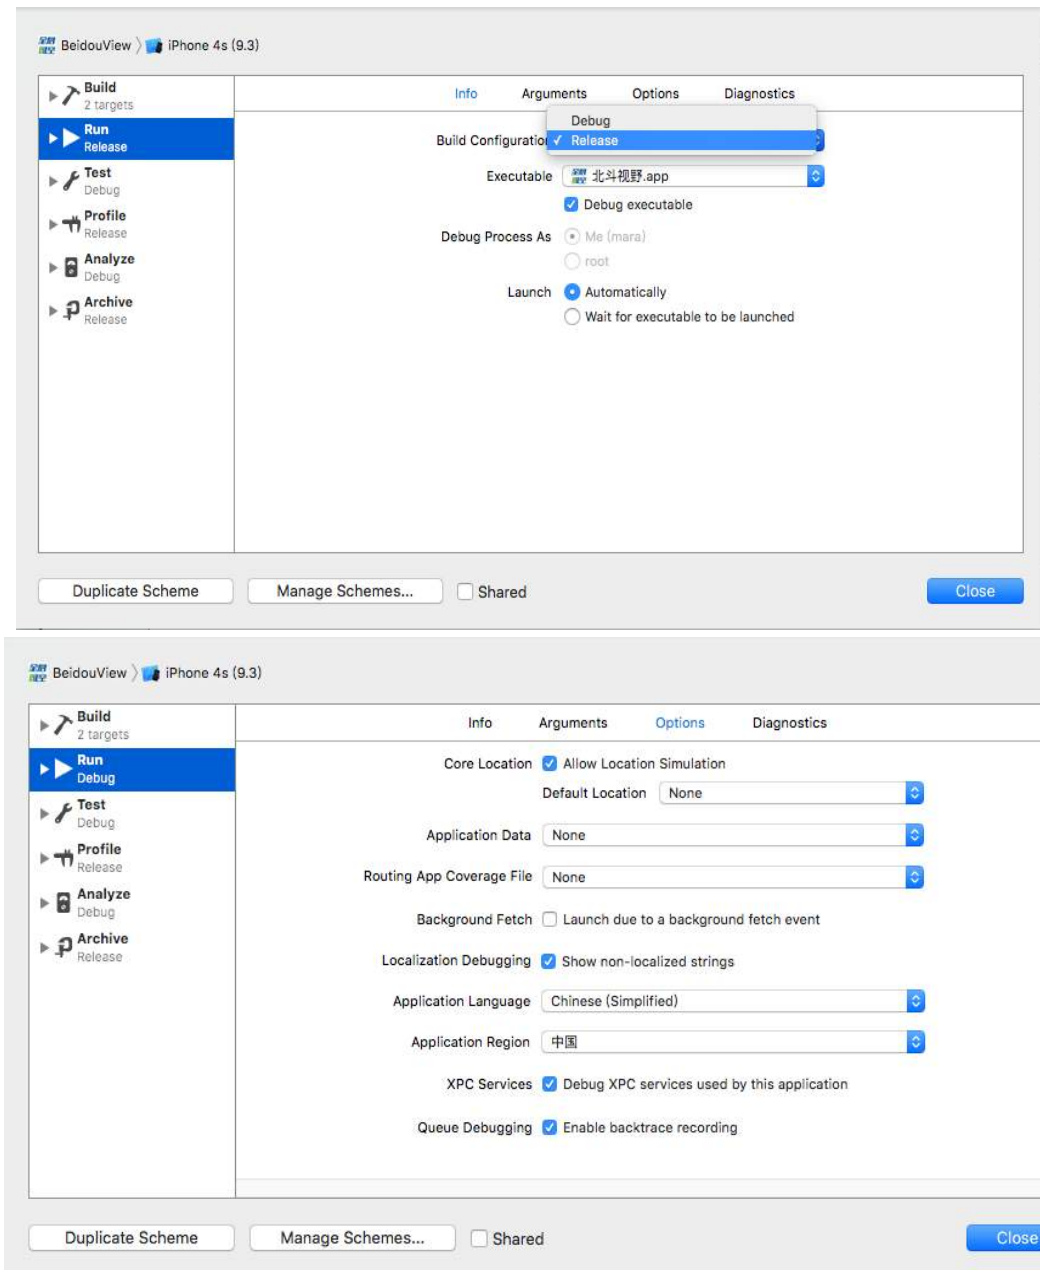 BeidouView 〉 iPhone 4s (9.3)
Build
2 targets
Run
Release
Test
Debug
Profile
Release
Analyze
Debug
Archive
Release
Info Arguments Options Diagnostics
Build Configuration
Debug
✓ Release
Executable 北斗视野.app
Debug executable
Debug Process As Me (mara)
root
Launch Automatically
Wait for executable to be launched
Duplicate Scheme Manage Schemes... Shared Close
BeidouView 〉 iPhone 4s (9.3)
Build
2 targets
Run
Debug
Test
Debug
Profile
Release
Analyze
Debug
Archive
Release
Info Arguments Options Diagnostics
Core Location Allow Location Simulation
Default Location None
Application Data None
Routing App Coverage File None
Background Fetch Launch due to a background fetch event
Localization Debugging Show non-localized strings
Application Language Chinese (Simplified)
Application Region 中国
XPC Services Debug XPC services used by this application
Queue Debugging Enable backtrace recording
Duplicate Scheme Manage Schemes... Shared Close